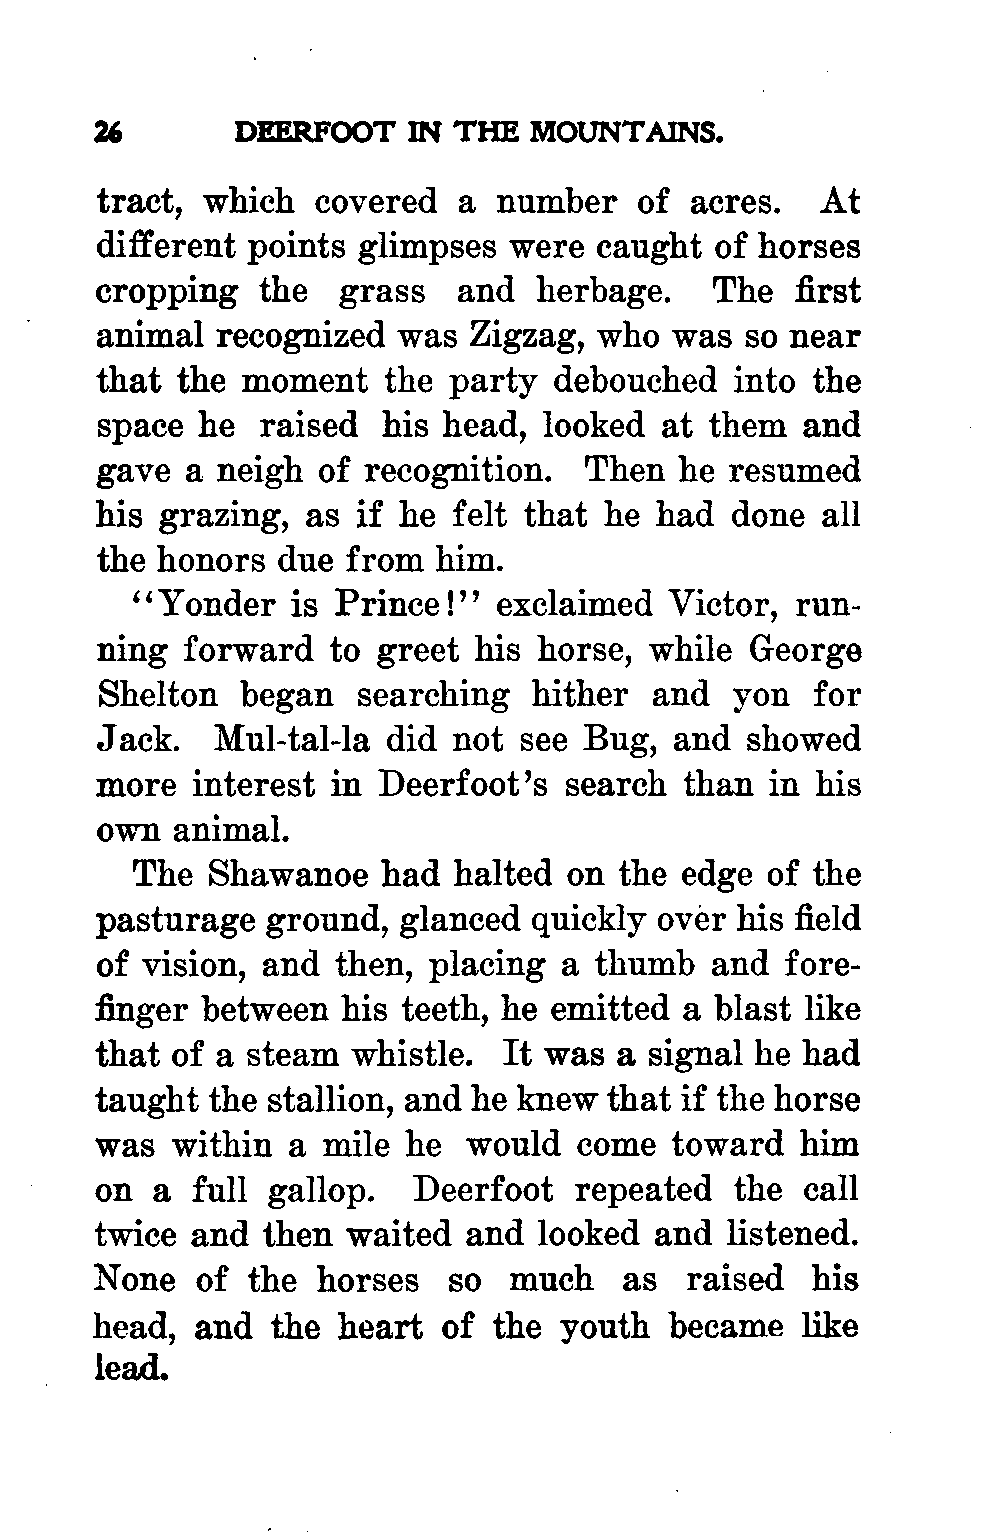 26 DEERFOOT IN THE MOUNTAINS.
tract, which covered a number of acres. At
different points glimpses were caught of horses
cropping the grass and herbage. The first
animal recognized was Zigzag, who was so near
that the moment the party debouched into the
space he raised his head, looked at them and
gave a neigh of recognition. Then he resumed
his grazing, as if he felt that he had done all
the honors due from him.
“Yonder is Prince!” exclaimed Victor, run-
ning forward to greet his horse, while George
Shelton began searching hither and yon for
Jack. Mul-tal-la did not see Bug, and showed
more interest in Deerfoot’s search than in his
own animal.
The Shawanoe had halted on the edge of the
pasturage ground, glanced quickly over his field
of vision, and then, placing a thumb and fore-
finger between his teeth, he emitted a blast like
that of a steam whistle. It was a signal he had
taught the stallion, and he knew that if the horse
was within a mile he would come toward him
on a full gallop. Deerfoot repeated the call
twice and then waited and looked and listened.
None of the horses so much as raised his
head, and the heart of the youth became like
lead.